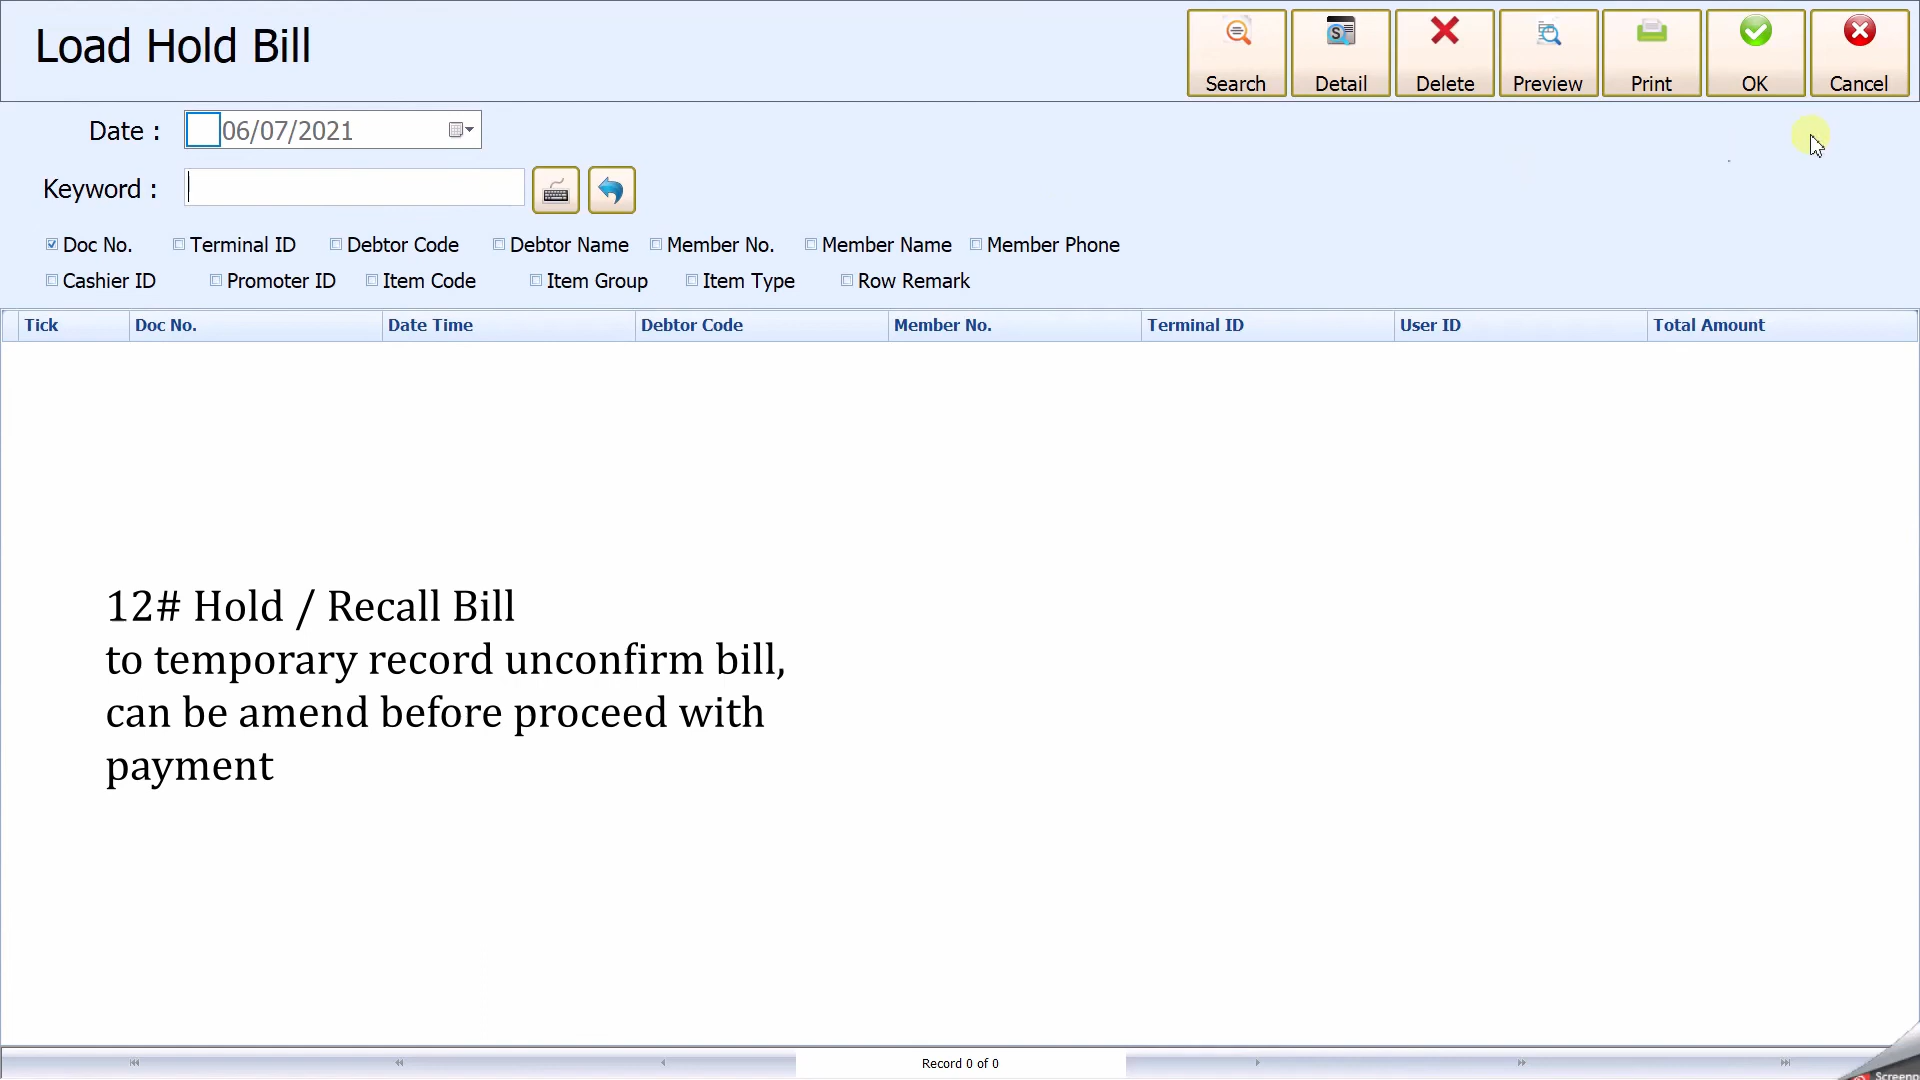 Load Hold Bill
Search Detail Delete Preview Print OK Cancel
Date : 06/07/2021
Keyword :
Doc No. Terminal ID Debtor Code Debtor Name Member No. Member Name Member Phone
Cashier ID Promoter ID Item Code Item Group Item Type Row Remark
Tick Doc No. Date Time Debtor Code Member No. Terminal ID User ID Total Amount
12# Hold / Recall Bill
to temporary record unconfirm bill,
can be amend before proceed with
payment
Record 0 of 0